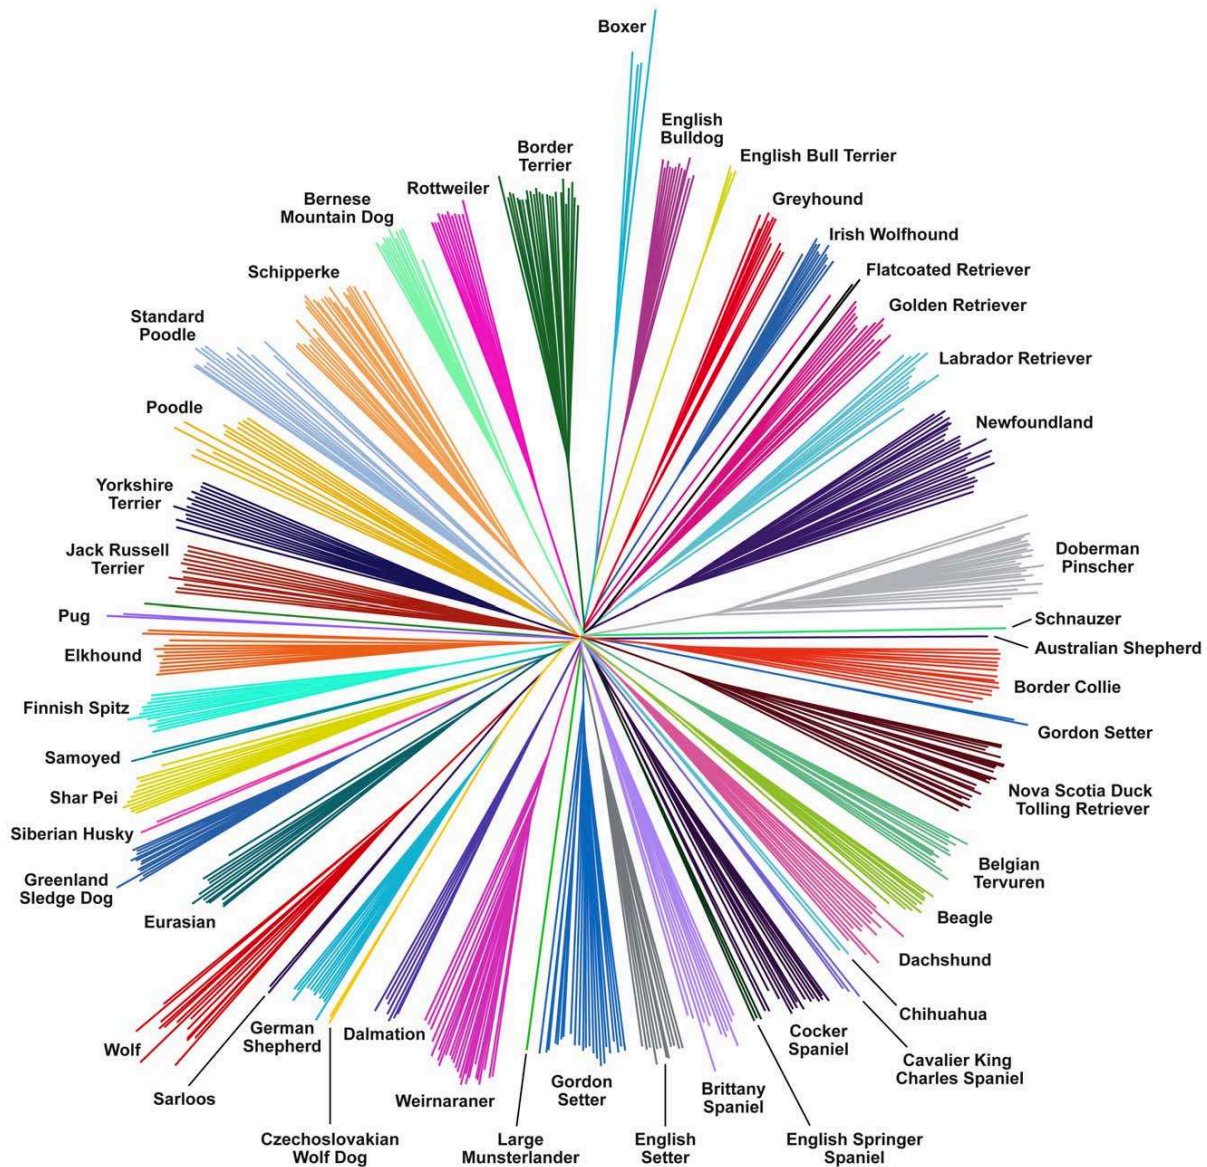 Boxer
English
Bulldog
English Bull Terrier
Greyhound
Irish Wolfhound
Flatcoated Retriever
Golden Retriever
Labrador Retriever
Newfoundland
Doberman
Pinscher
Schnauzer
Australian Shepherd
Border Collie
Gordon Setter
Nova Scotia Duck
Tolling Retriever
Belgian
Tervuren
Beagle
Dachshund
Chihuahua
Cavalier King
Charles Spaniel
Cocker
Spaniel
English Springer
Spaniel
Brittany
Spaniel
English
Setter
Gordon
Setter
Large
Munsterlander
Weirnaraner
Dalmation
Czechoslovakian
Wolf Dog
German
Shepherd
Sarloos
Wolf
Eurasian
Greenland
Sledge Dog
Siberian Husky
Shar Pei
Samoyed
Finnish Spitz
Elkhound
Pug
Jack Russell
Terrier
Yorkshire
Terrier
Poodle
Standard
Poodle
Schipperke
Bernese
Mountain Dog
Rottweiler
Border
Terrier